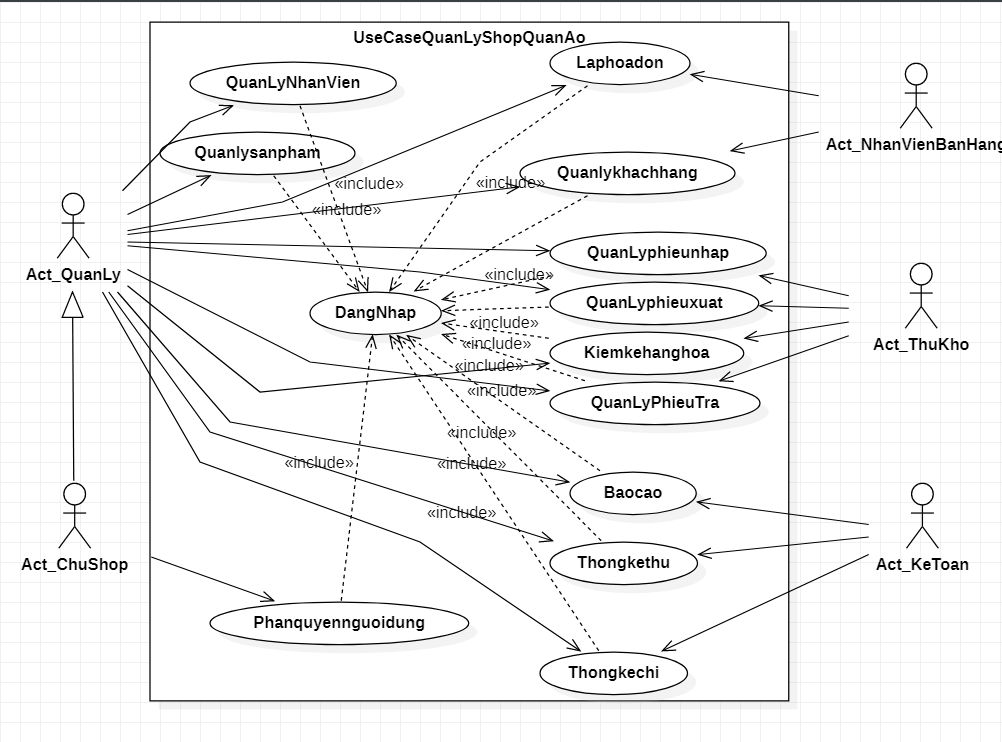 UseCaseQuanLyShopQuanAo
Laphoadon
QuanLyNhanVien
Act_NhanVienBanHang
Quanlysanpham
Quanlykhachhang
«include»
«include»
«include»
Act_QuanLy
QuanLyphieunhap
«include»
QuanLyphieuxuat
DangNhap
«include»
Act_ThuKho
«include»
Kiemkehanghoa
«include»
«include»
QuanLyPhieuTra
«include»
«include»
«include»
Baocao
«include»
Act_ChuShop
Thongkethu
Act_KeToan
Phanquyennguoidung
Thongkechi